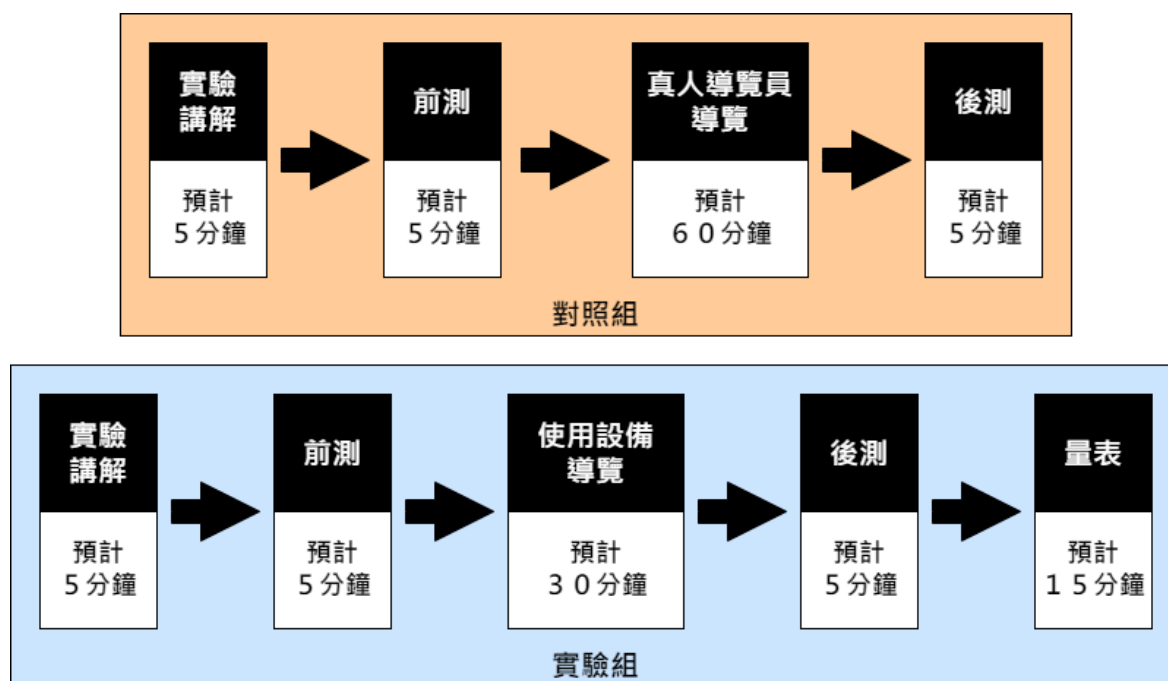 實驗
講解
預計
5分鐘
前測
預計
5分鐘
真人導覽員
導覽
預計
60分鐘
後測
預計
5分鐘
對照組
實驗
講解
預計
5分鐘
前測
預計
5分鐘
使用設備
導覽
預計
30分鐘
後測
預計
5分鐘
量表
預計
15分鐘
實驗組